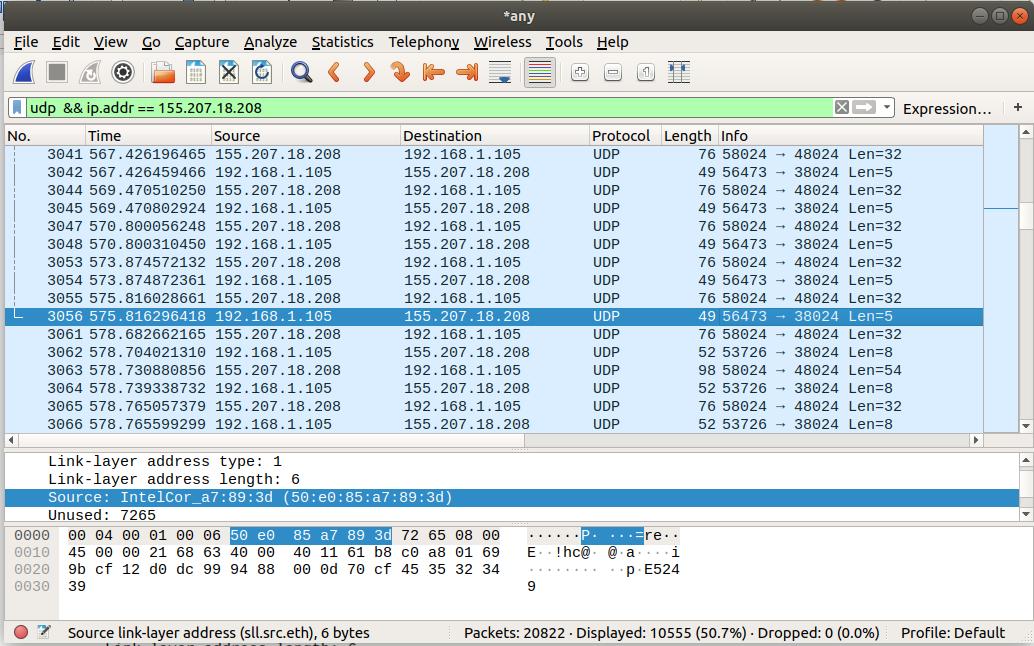 *any
File Edit View Go Capture Analyze Statistics Telephony Wireless Tools Help
udp && ip.addr == 155.207.18.208 Expression… +
No. Time Source Destination Protocol Length Info
3041 567.426196465 155.207.18.208 192.168.1.105 UDP 76 58024 → 48024 Len=32
3042 567.426459466 192.168.1.105 155.207.18.208 UDP 49 56473 → 38024 Len=5
3044 569.470510250 155.207.18.208 192.168.1.105 UDP 76 58024 → 48024 Len=32
3045 569.470802924 192.168.1.105 155.207.18.208 UDP 49 56473 → 38024 Len=5
3047 570.800056248 155.207.18.208 192.168.1.105 UDP 76 58024 → 48024 Len=32
3048 570.800310450 192.168.1.105 155.207.18.208 UDP 49 56473 → 38024 Len=5
3053 573.874572132 155.207.18.208 192.168.1.105 UDP 76 58024 → 48024 Len=32
3054 573.874872361 192.168.1.105 155.207.18.208 UDP 49 56473 → 38024 Len=5
3055 575.816028661 155.207.18.208 192.168.1.105 UDP 76 58024 → 48024 Len=32
3056 575.816296418 192.168.1.105 155.207.18.208 UDP 49 56473 → 38024 Len=5
3061 578.682662165 155.207.18.208 192.168.1.105 UDP 76 58024 → 48024 Len=32
3062 578.704021310 192.168.1.105 155.207.18.208 UDP 52 53726 → 38024 Len=8
3063 578.730880856 155.207.18.208 192.168.1.105 UDP 98 58024 → 48024 Len=54
3064 578.739338732 192.168.1.105 155.207.18.208 UDP 52 53726 → 38024 Len=8
3065 578.765057379 155.207.18.208 192.168.1.105 UDP 76 58024 → 48024 Len=32
3066 578.765599299 192.168.1.105 155.207.18.208 UDP 52 53726 → 38024 Len=8
Link-layer address type: 1
Link-layer address length: 6
Source: IntelCor_a7:89:3d (50:e0:85:a7:89:3d)
Unused: 7265
0000 00 04 00 01 00 06 50 e0 85 a7 89 3d 72 65 08 00 ······P· ···=re··
0010 45 00 00 21 68 63 40 00 40 11 61 b8 c0 a8 01 69 E··!hc@· @·a····i
0020 9b cf 12 d0 dc 99 94 88 00 0d 70 cf 45 35 32 34 ········ ··p·E524
0030 39 9
Source link-layer address (sll.src.eth), 6 bytes Packets: 20822 · Displayed: 10555 (50.7%) · Dropped: 0 (0.0%) Profile: Default